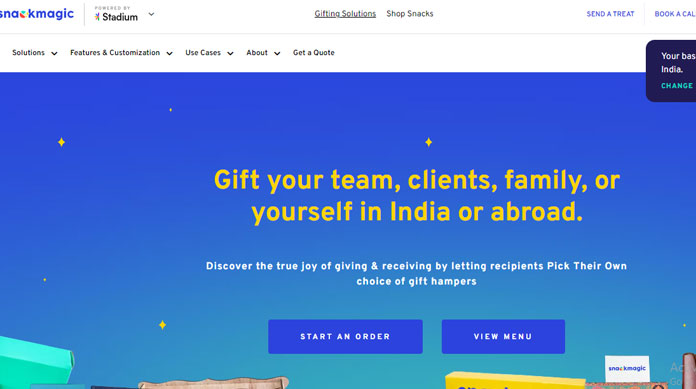 snackmagic
POWERED BY
Stadium
Gifting Solutions
Shop Snacks
SEND A TREAT
BOOK A CAL
Solutions
Features & Customization
Use Cases
About
Get a Quote
Your bas
India.
CHANGE
Gift your team, clients, family, or
yourself in India or abroad.
Discover the true joy of giving & receiving by letting recipients Pick Their Own
choice of gift hampers
START AN ORDER
VIEW MENU
snackmagic